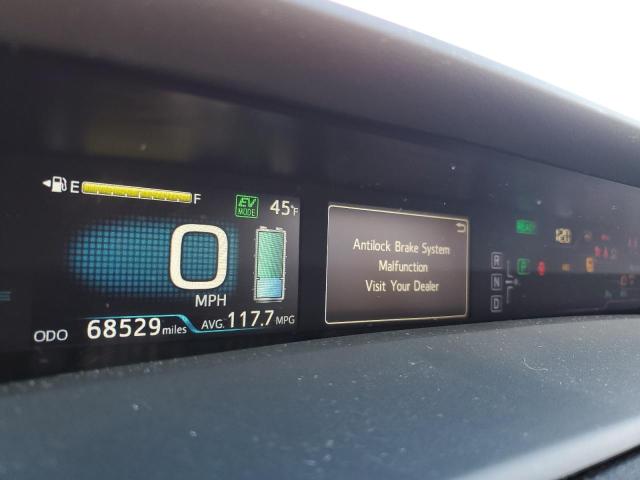 E F
EV
MODE
45°F
0
MPH
ODO 68529 miles
AVG. 117.7 MPG
Antilock Brake System
Malfunction
Visit Your Dealer
READY
R
N
D
P